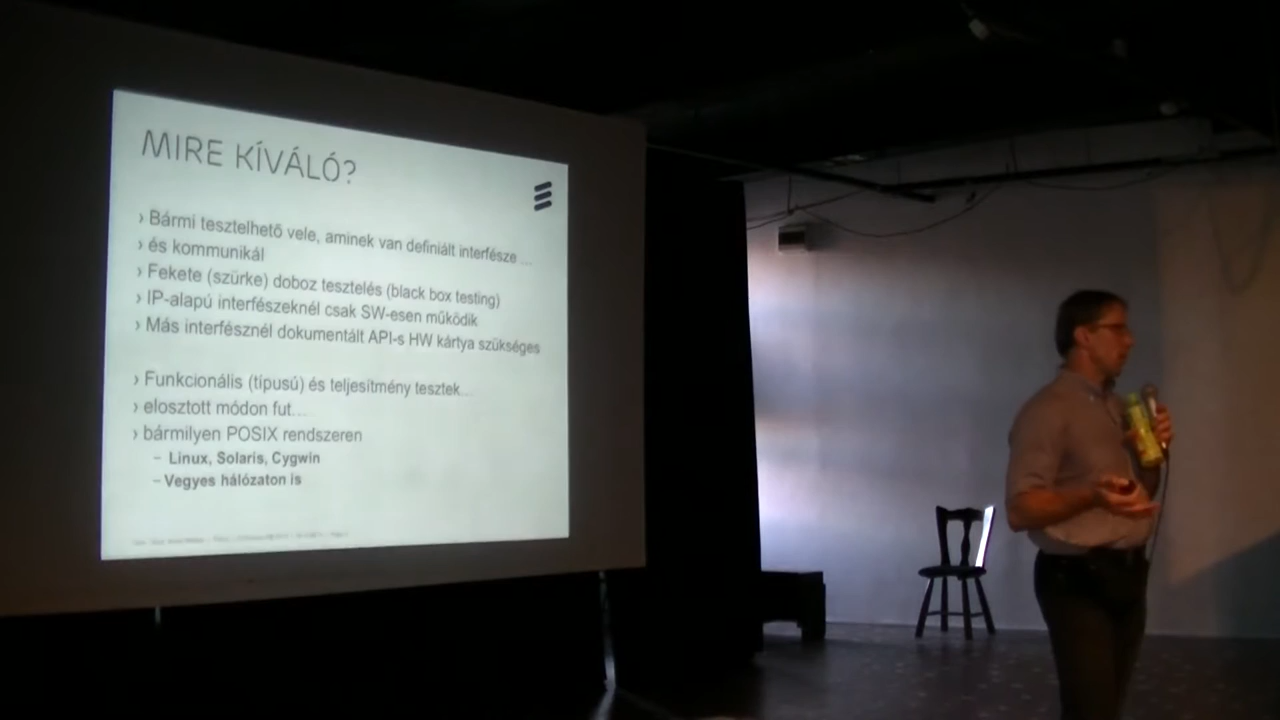 MIRE KÍVÁLÓ?
› Bármi tesztelhető vele, aminek van definiált interfésze ...
› és kommunikál
› Fekete (szürke) doboz tesztelés (black box testing)
› IP-alapú interfészeknél csak SW-esen működik
› Más interfésznél dokumentált API-s HW kártya szükséges
› Funkcionális (típusú) és teljesítmény tesztek...
› elosztott módon fut...
› bármilyen POSIX rendszeren
– Linux, Solaris, Cygwin
– Vegyes hálózaton is